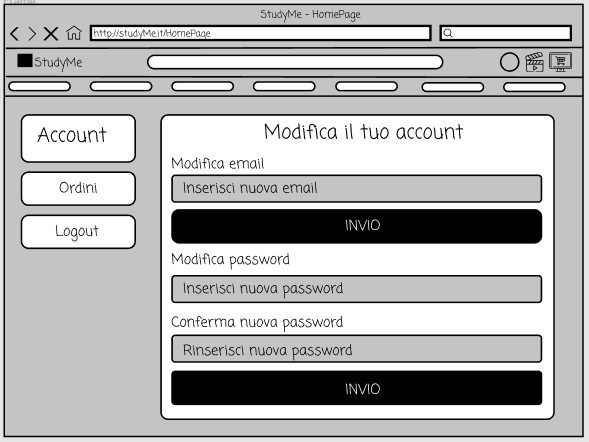 StudyMe - HomePage
http://studyMe.it/HomePage
StudyMe
Account
Ordini
Logout
Modifica il tuo account
Modifica email
Inserisci nuova email
INVIO
Modifica password
Inserisci nuova password
Conferma nuova password
Rinserisci nuova password
INVIO